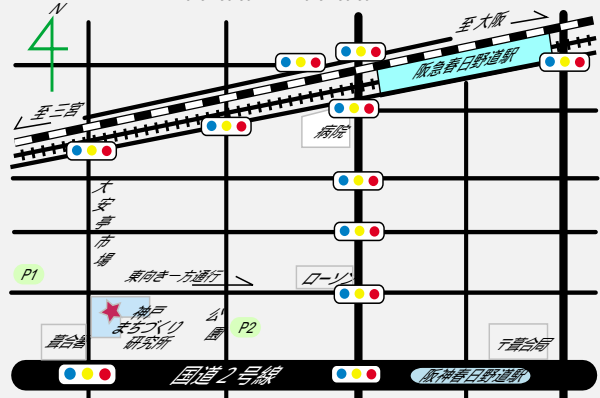 N
至大阪
阪急春日野道駅
至三宮
病院
大安亭市場
P1
東向き一方通行
ローソン
神戸
まちづくり
研究所
公園
P2
葺合署
葺合局
国道2号線
阪神春日野道駅